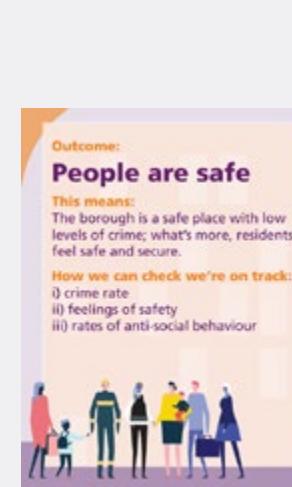 Outcome:
People are safe
This means:
The borough is a safe place with low
levels of crime; what's more, residents
feel safe and secure.
How we can check we're on track:
i) crime rate
ii) feelings of safety
iii) rates of anti-social behaviour